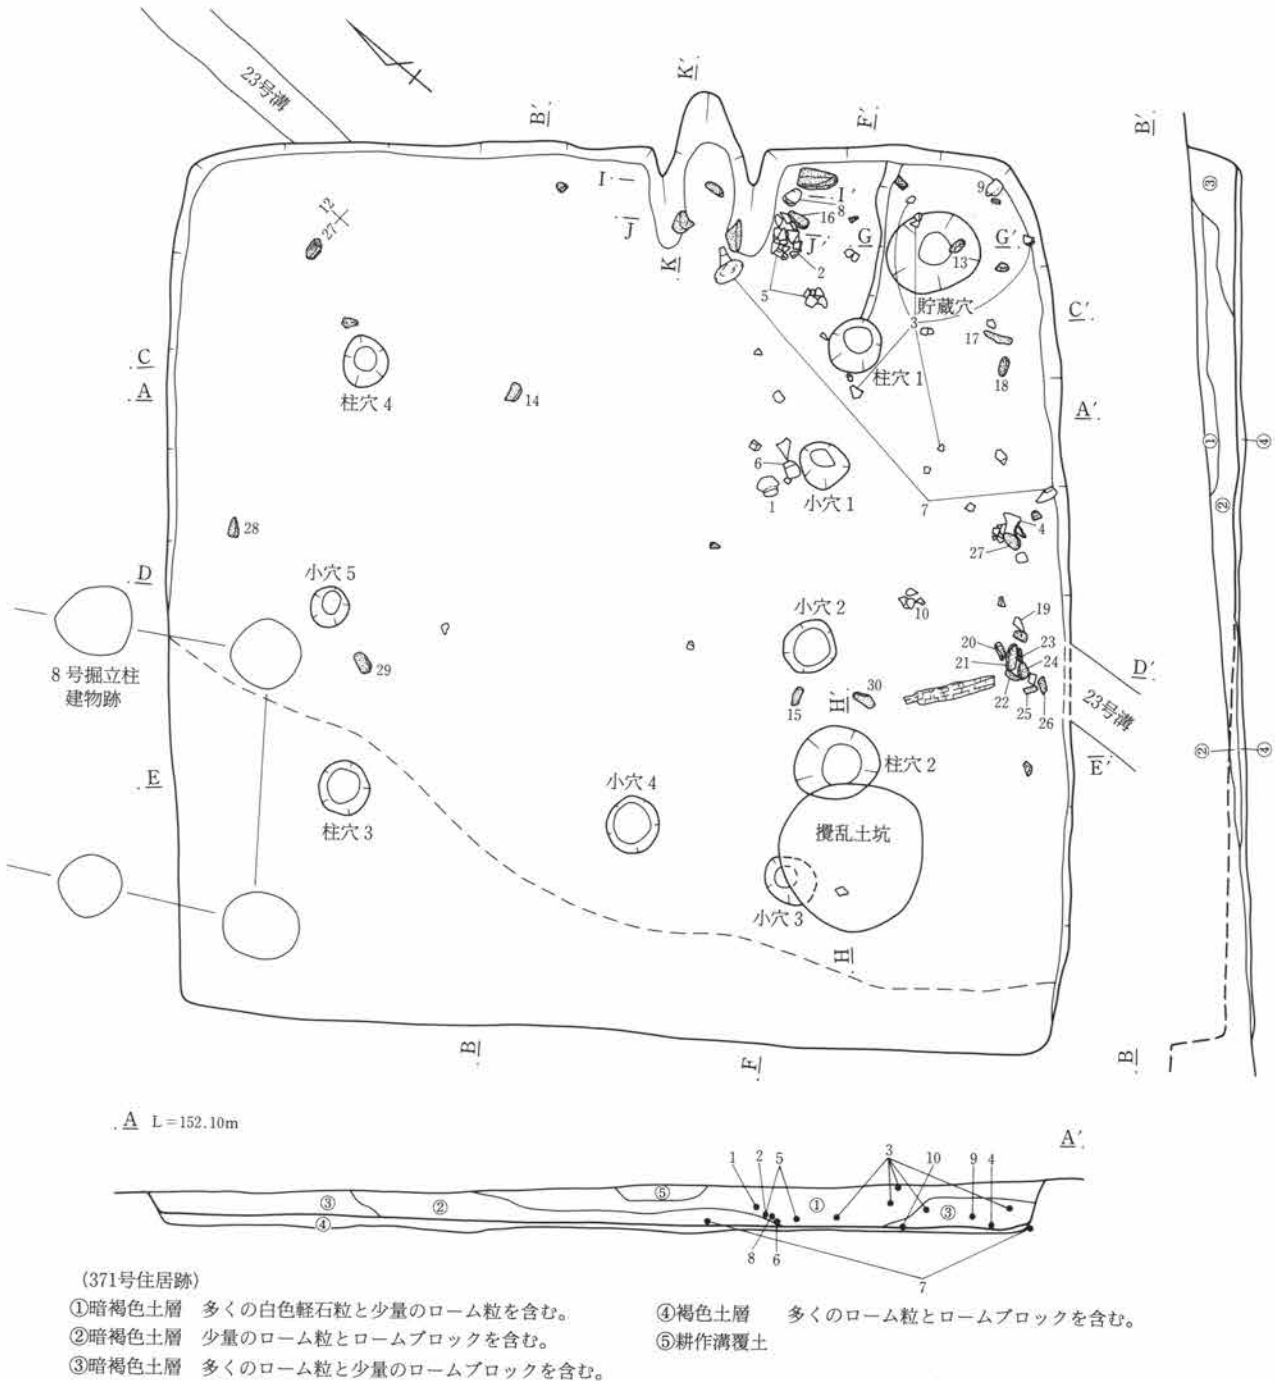 23号溝
K′.
B′.
F′.
B′.
I
I′
9
8
12
27
16
J
J′
G
G′
K
2
13
5
貯蔵穴
C′.
3
17
.C
柱穴1
18
.A
柱穴4
14
A′.
6
1
小穴1
7
4
28
27
.D
小穴5
小穴2
10
19
20
23
21
24
D′.
8号掘立柱
建物跡
29
15
H′
30
22
25
26
23号溝
.E
柱穴2
E′.
柱穴3
小穴4
攪乱土坑
小穴3
H
B
F
B
①
②
③
④
②
④
.A L=152.10m
A′.
1
2
5
3
10
9
4
③
②
⑤
①
③
④
8
6
7
(371号住居跡)
①暗褐色土層 多くの白色軽石粒と少量のローム粒を含む。
②暗褐色土層 少量のローム粒とロームブロックを含む。
③暗褐色土層 多くのローム粒と少量のロームブロックを含む。
④褐色土層 多くのローム粒とロームブロックを含む。
⑤耕作溝覆土